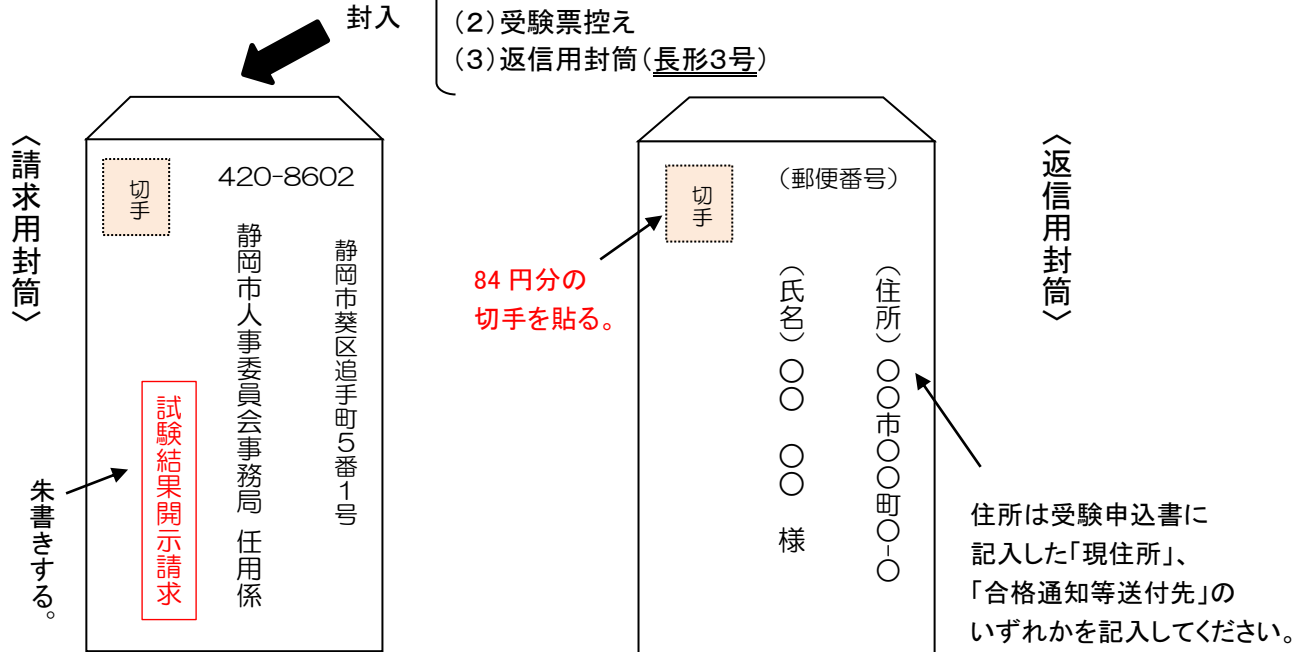 封入
(2)受験票控え
(3)返信用封筒(長形3号)
〈請求用封筒〉
切手
420-8602
静岡市葵区追手町5番1号
静岡市人事委員会事務局 任用係
試験結果開示請求
朱書きする。
〈返信用封筒〉
切手
(郵便番号)
(住所)〇〇市〇〇町〇-〇
(氏名)〇〇 〇〇 様
84 円分の
切手を貼る。
住所は受験申込書に
記入した「現住所」、
「合格通知等送付先」の
いずれかを記入してください。